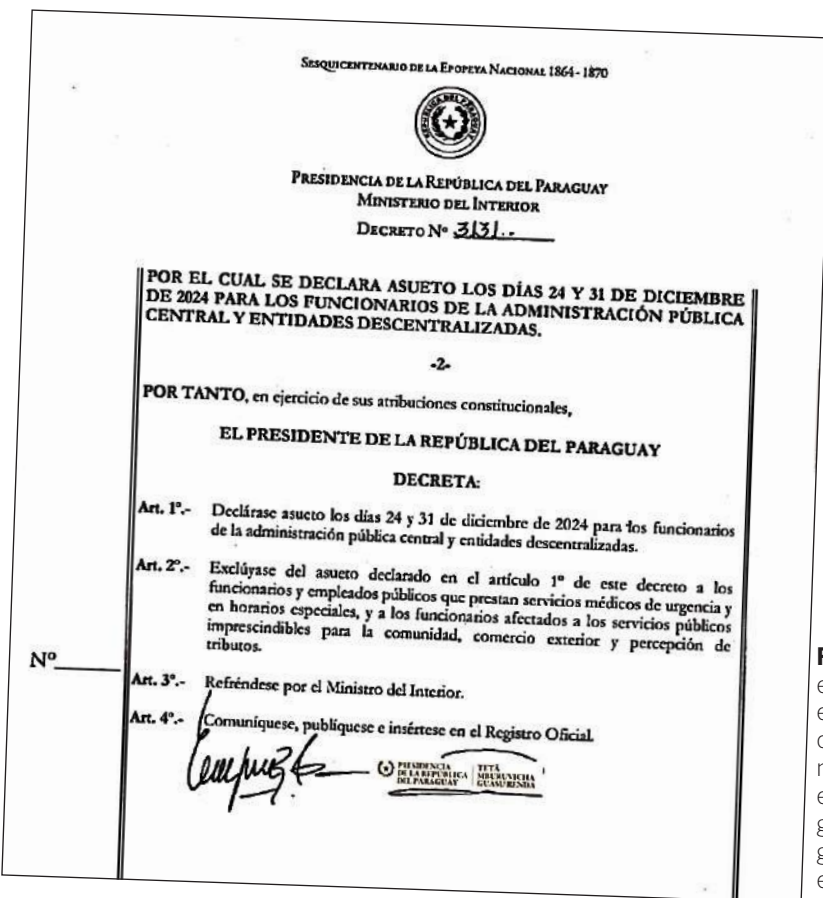 SESQUICENTENARIO DE LA EPOPEYA NACIONAL 1864 - 1870
REPÚBLICA DEL PARAGUAY
PRESIDENCIA DE LA REPÚBLICA DEL PARAGUAY
MINISTERIO DEL INTERIOR
DECRETO Nº 3131.-
POR EL CUAL SE DECLARA ASUETO LOS DÍAS 24 Y 31 DE DICIEMBRE
DE 2024 PARA LOS FUNCIONARIOS DE LA ADMINISTRACIÓN PÚBLICA
CENTRAL Y ENTIDADES DESCENTRALIZADAS.
-2-
POR TANTO, en ejercicio de sus atribuciones constitucionales,
EL PRESIDENTE DE LA REPÚBLICA DEL PARAGUAY
DECRETA:
Art. 1º.- Declárase asueto los días 24 y 31 de diciembre de 2024 para los funcionarios
de la administración pública central y entidades descentralizadas.
Art. 2º.- Exclúyase del asueto declarado en el artículo 1º de este decreto a los
funcionarios y empleados públicos que prestan servicios médicos de urgencia y
en horarios especiales, y a los funcionarios afectados a los servicios públicos
imprescindibles para la comunidad, comercio exterior y percepción de
tributos.
Nº
Art. 3º.- Refréndese por el Ministro del Interior.
Art. 4º.- Comuníquese, publíquese e insértese en el Registro Oficial.
PRESIDENCIA TETÃ
DE LA REPÚBLICA MBURUVICHA
DEL PARAGUAY GUASU RENDA